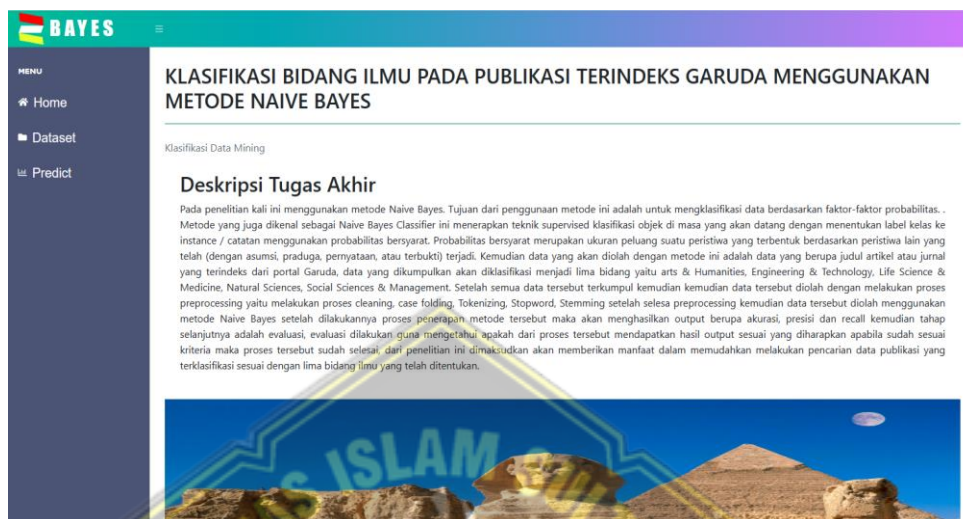 BAYES
MENU
Home
Dataset
Predict
KLASIFIKASI BIDANG ILMU PADA PUBLIKASI TERINDEKS GARUDA MENGGUNAKAN
METODE NAIVE BAYES
Klasifikasi Data Mining
Deskripsi Tugas Akhir
Pada penelitian kali ini menggunakan metode Naive Bayes. Tujuan dari penggunaan metode ini adalah untuk mengklasifikasi data berdasarkan faktor-faktor probabilitas. .
Metode yang juga dikenal sebagai Naive Bayes Classifier ini menerapkan teknik supervised klasifikasi objek di masa yang akan datang dengan menentukan label kelas ke
instance / catatan menggunakan probabilitas bersyarat. Probabilitas bersyarat merupakan ukuran peluang suatu peristiwa yang terbentuk berdasarkan peristiwa lain yang
telah (dengan asumsi, praduga, pernyataan, atau terbukti) terjadi. Kemudian data yang akan diolah dengan metode ini adalah data yang berupa judul artikel atau jurnal
yang terindeks dari portal Garuda, data yang dikumpulkan akan diklasifikasi menjadi lima bidang yaitu arts & Humanities, Engineering & Technology, Life Science &
Medicine, Natural Sciences, Social Sciences & Management. Setelah semua data tersebut terkumpul kemudian kemudian data tersebut diolah dengan melakukan proses
preprocessing yaitu melakukan proses cleaning, case folding, Tokenizing, Stopword, Stemming setelah selesa preprocessing kemudian data tersebut diolah menggunakan
metode Naive Bayes setelah dilakukannya proses penerapan metode tersebut maka akan menghasilkan output berupa akurasi, presisi dan recall kemudian tahap
selanjutnya adalah evaluasi, evaluasi dilakukan guna mengetahui apakah dari proses tersebut mendapatkan hasil output sesuai yang diharapkan apabila sudah sesuai
kriteria maka proses tersebut sudah selesai, dari penelitian ini dimaksudkan akan memberikan manfaat dalam memudahkan melakukan pencarian data publikasi yang
terklasifikasi sesuai dengan lima bidang ilmu yang telah ditentukan.
ISLAM